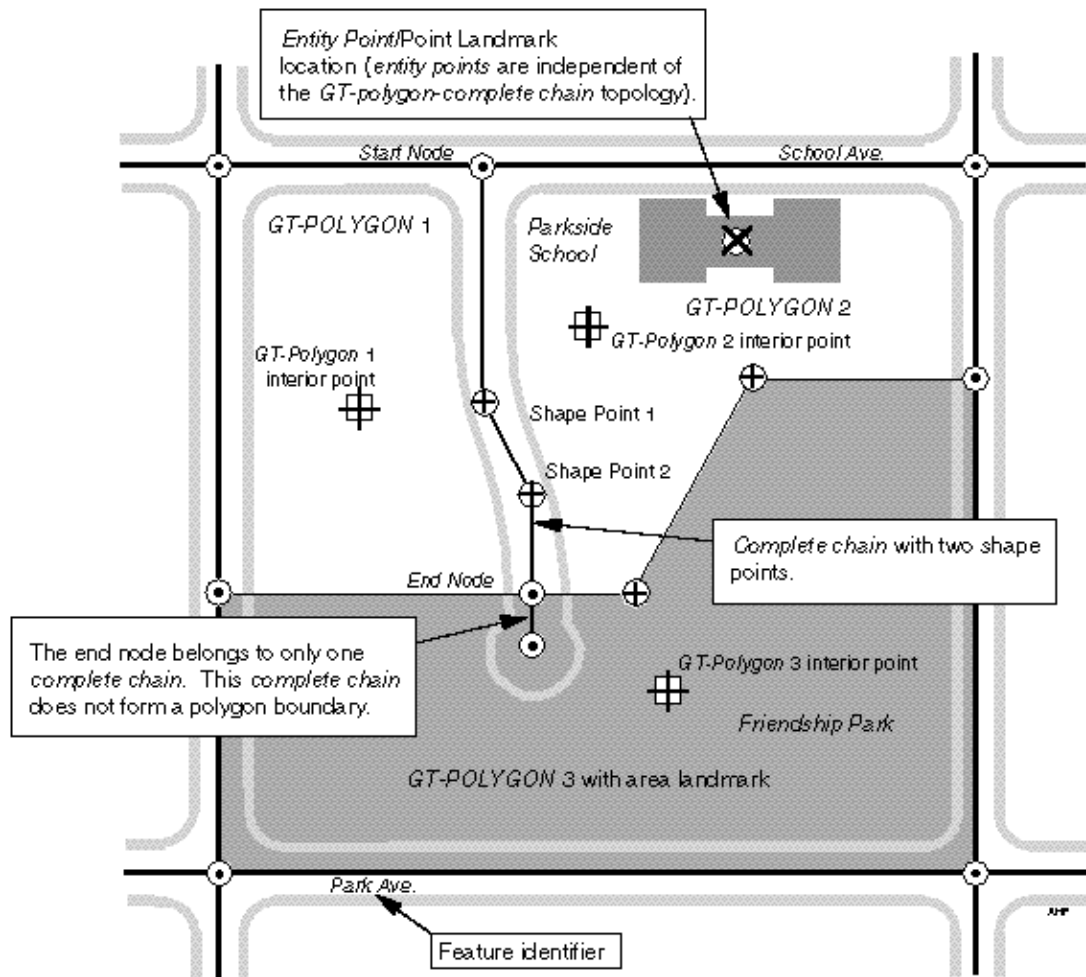 Entity Point/Point Landmark
location (entity points are independent of
the GT-polygon-complete chain topology).
Start Node
School Ave.
GT-POLYGON 1
Parkside
School
GT-POLYGON 2
GT-Polygon 2 interior point
GT-Polygon 1
interior point
Shape Point 1
Shape Point 2
Complete chain with two shape
points.
End Node
The end node belongs to only one
complete chain. This complete chain
does not form a polygon boundary.
GT-Polygon 3 interior point
Friendship Park
GT-POLYGON 3 with area landmark
Park Ave.
Feature identifier